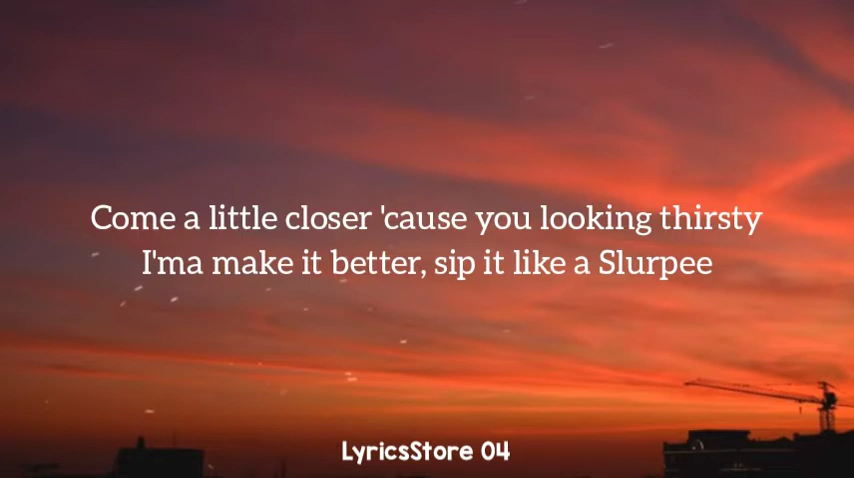 Come a little closer 'cause you looking thirsty
I'ma make it better, sip it like a Slurpee
LyricsStore 04